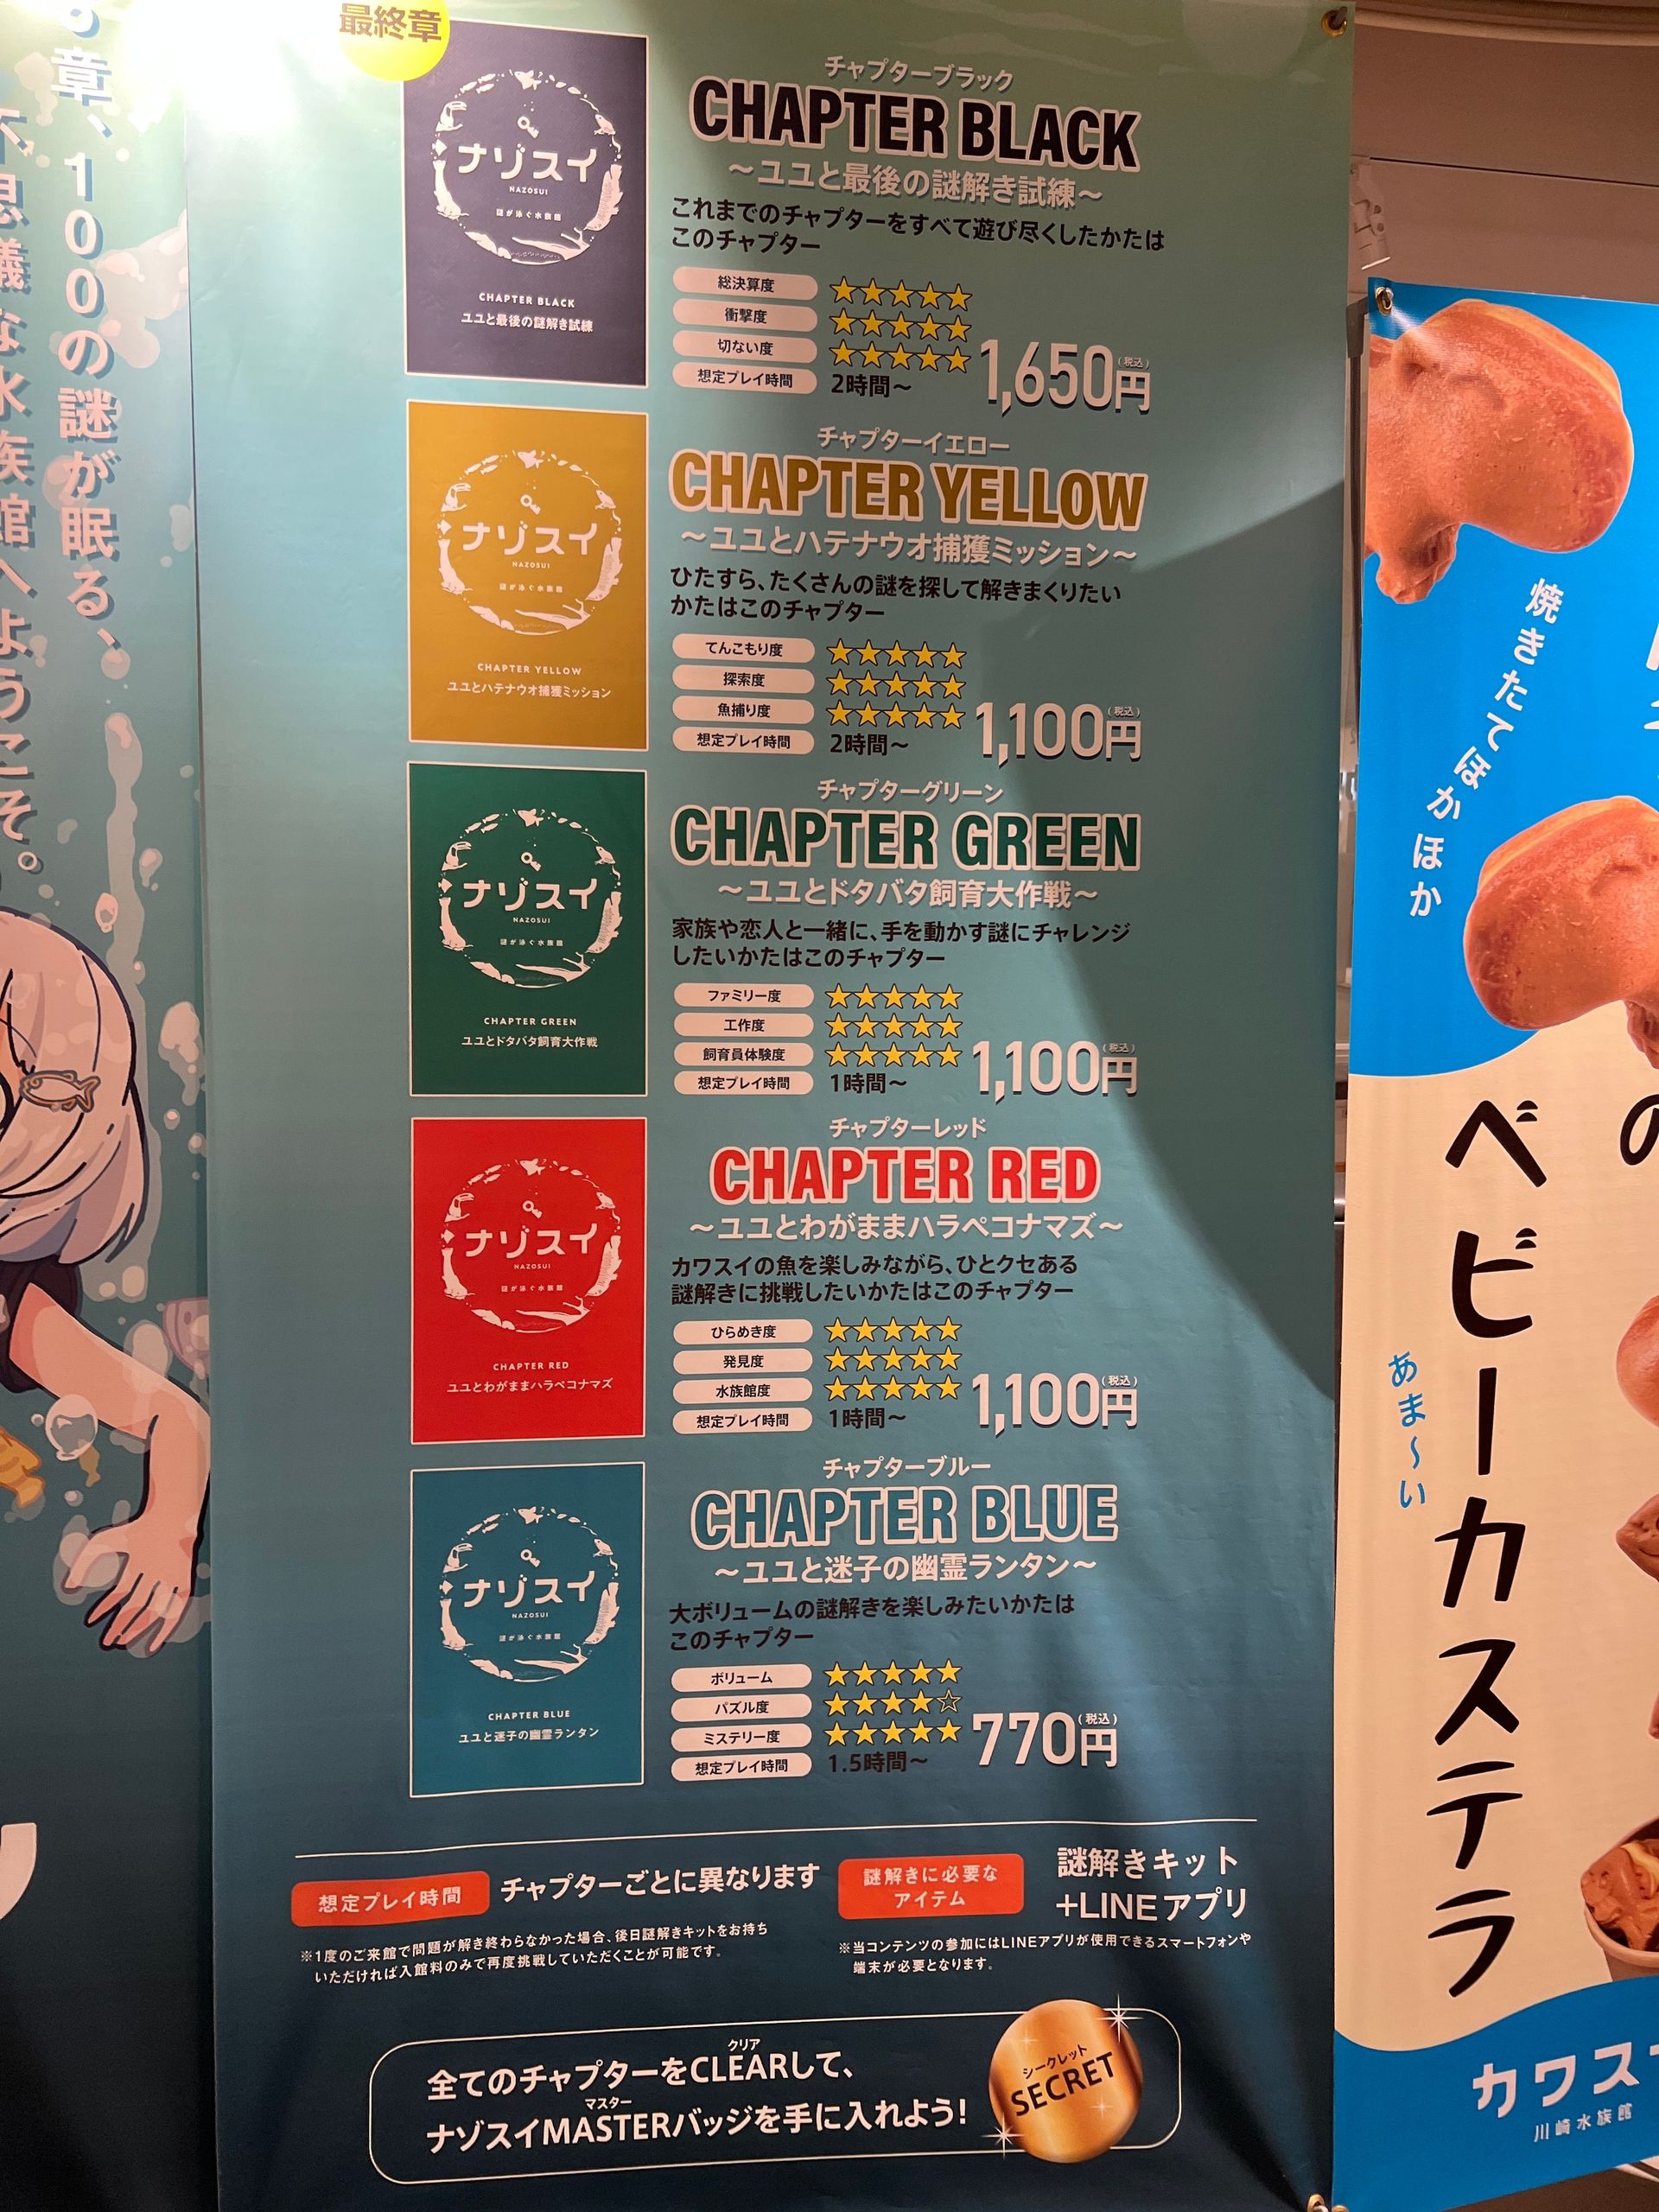 章、100の謎が眠る、
不思議な水族館へようこそ。
最終章
ナゾスイ
NAZOSUI
謎が泳ぐ水族館
CHAPTER BLACK
ユユと最後の謎解き試練
チャプターブラック
CHAPTER BLACK
〜ユユと最後の謎解き試練〜
これまでのチャプターをすべて遊び尽くしたかたは
このチャプター
総決算度 ★★★★★
衝撃度 ★★★★★
切ない度 ★★★★★
想定プレイ時間 2時間〜
1,650円(税込)
ナゾスイ
NAZOSUI
謎が泳ぐ水族館
CHAPTER YELLOW
ユユとハテナウオ捕獲ミッション
チャプターイエロー
CHAPTER YELLOW
〜ユユとハテナウオ捕獲ミッション〜
ひたすら、たくさんの謎を探して解きまくりたい
かたはこのチャプター
てんこもり度 ★★★★★
探索度 ★★★★★
魚捕り度 ★★★★★
想定プレイ時間 2時間〜
1,100円(税込)
ナゾスイ
NAZOSUI
謎が泳ぐ水族館
CHAPTER GREEN
ユユとドタバタ飼育大作戦
チャプターグリーン
CHAPTER GREEN
〜ユユとドタバタ飼育大作戦〜
家族や恋人と一緒に、手を動かす謎にチャレンジ
したいかたはこのチャプター
ファミリー度 ★★★★★
工作度 ★★★★★
飼育員体験度 ★★★★★
想定プレイ時間 1時間〜
1,100円(税込)
ナゾスイ
NAZOSUI
謎が泳ぐ水族館
CHAPTER RED
ユユとわがままハラペコナマズ
チャプターレッド
CHAPTER RED
〜ユユとわがままハラペコナマズ〜
カワスイの魚を楽しみながら、ひとクセある
謎解きに挑戦したいかたはこのチャプター
ひらめき度 ★★★★★
発見度 ★★★★★
水族館度 ★★★★★
想定プレイ時間 1時間〜
1,100円(税込)
ナゾスイ
NAZOSUI
謎が泳ぐ水族館
CHAPTER BLUE
ユユと迷子の幽霊ランタン
チャプターブルー
CHAPTER BLUE
〜ユユと迷子の幽霊ランタン〜
大ボリュームの謎解きを楽しみたいかたは
このチャプター
ボリューム ★★★★★
パズル度 ★★★★☆
ミステリー度 ★★★★★
想定プレイ時間 1.5時間〜
770円(税込)
想定プレイ時間 チャプターごとに異なります
※1度のご来館で問題が解き終わらなかった場合、後日謎解きキットをお持ち
いただければ入館料のみで再度挑戦していただくことが可能です。
謎解きに必要な
アイテム
謎解きキット
+LINEアプリ
※当コンテンツの参加にはLINEアプリが使用できるスマートフォンや
端末が必要となります。
クリア
全てのチャプターをCLEARして、
マスター
ナゾスイMASTERバッジを手に入れよう!
シークレット
SECRET
焼きたてほかほか
の
ベビーカステラ
あま〜い
カワス
川崎水族館